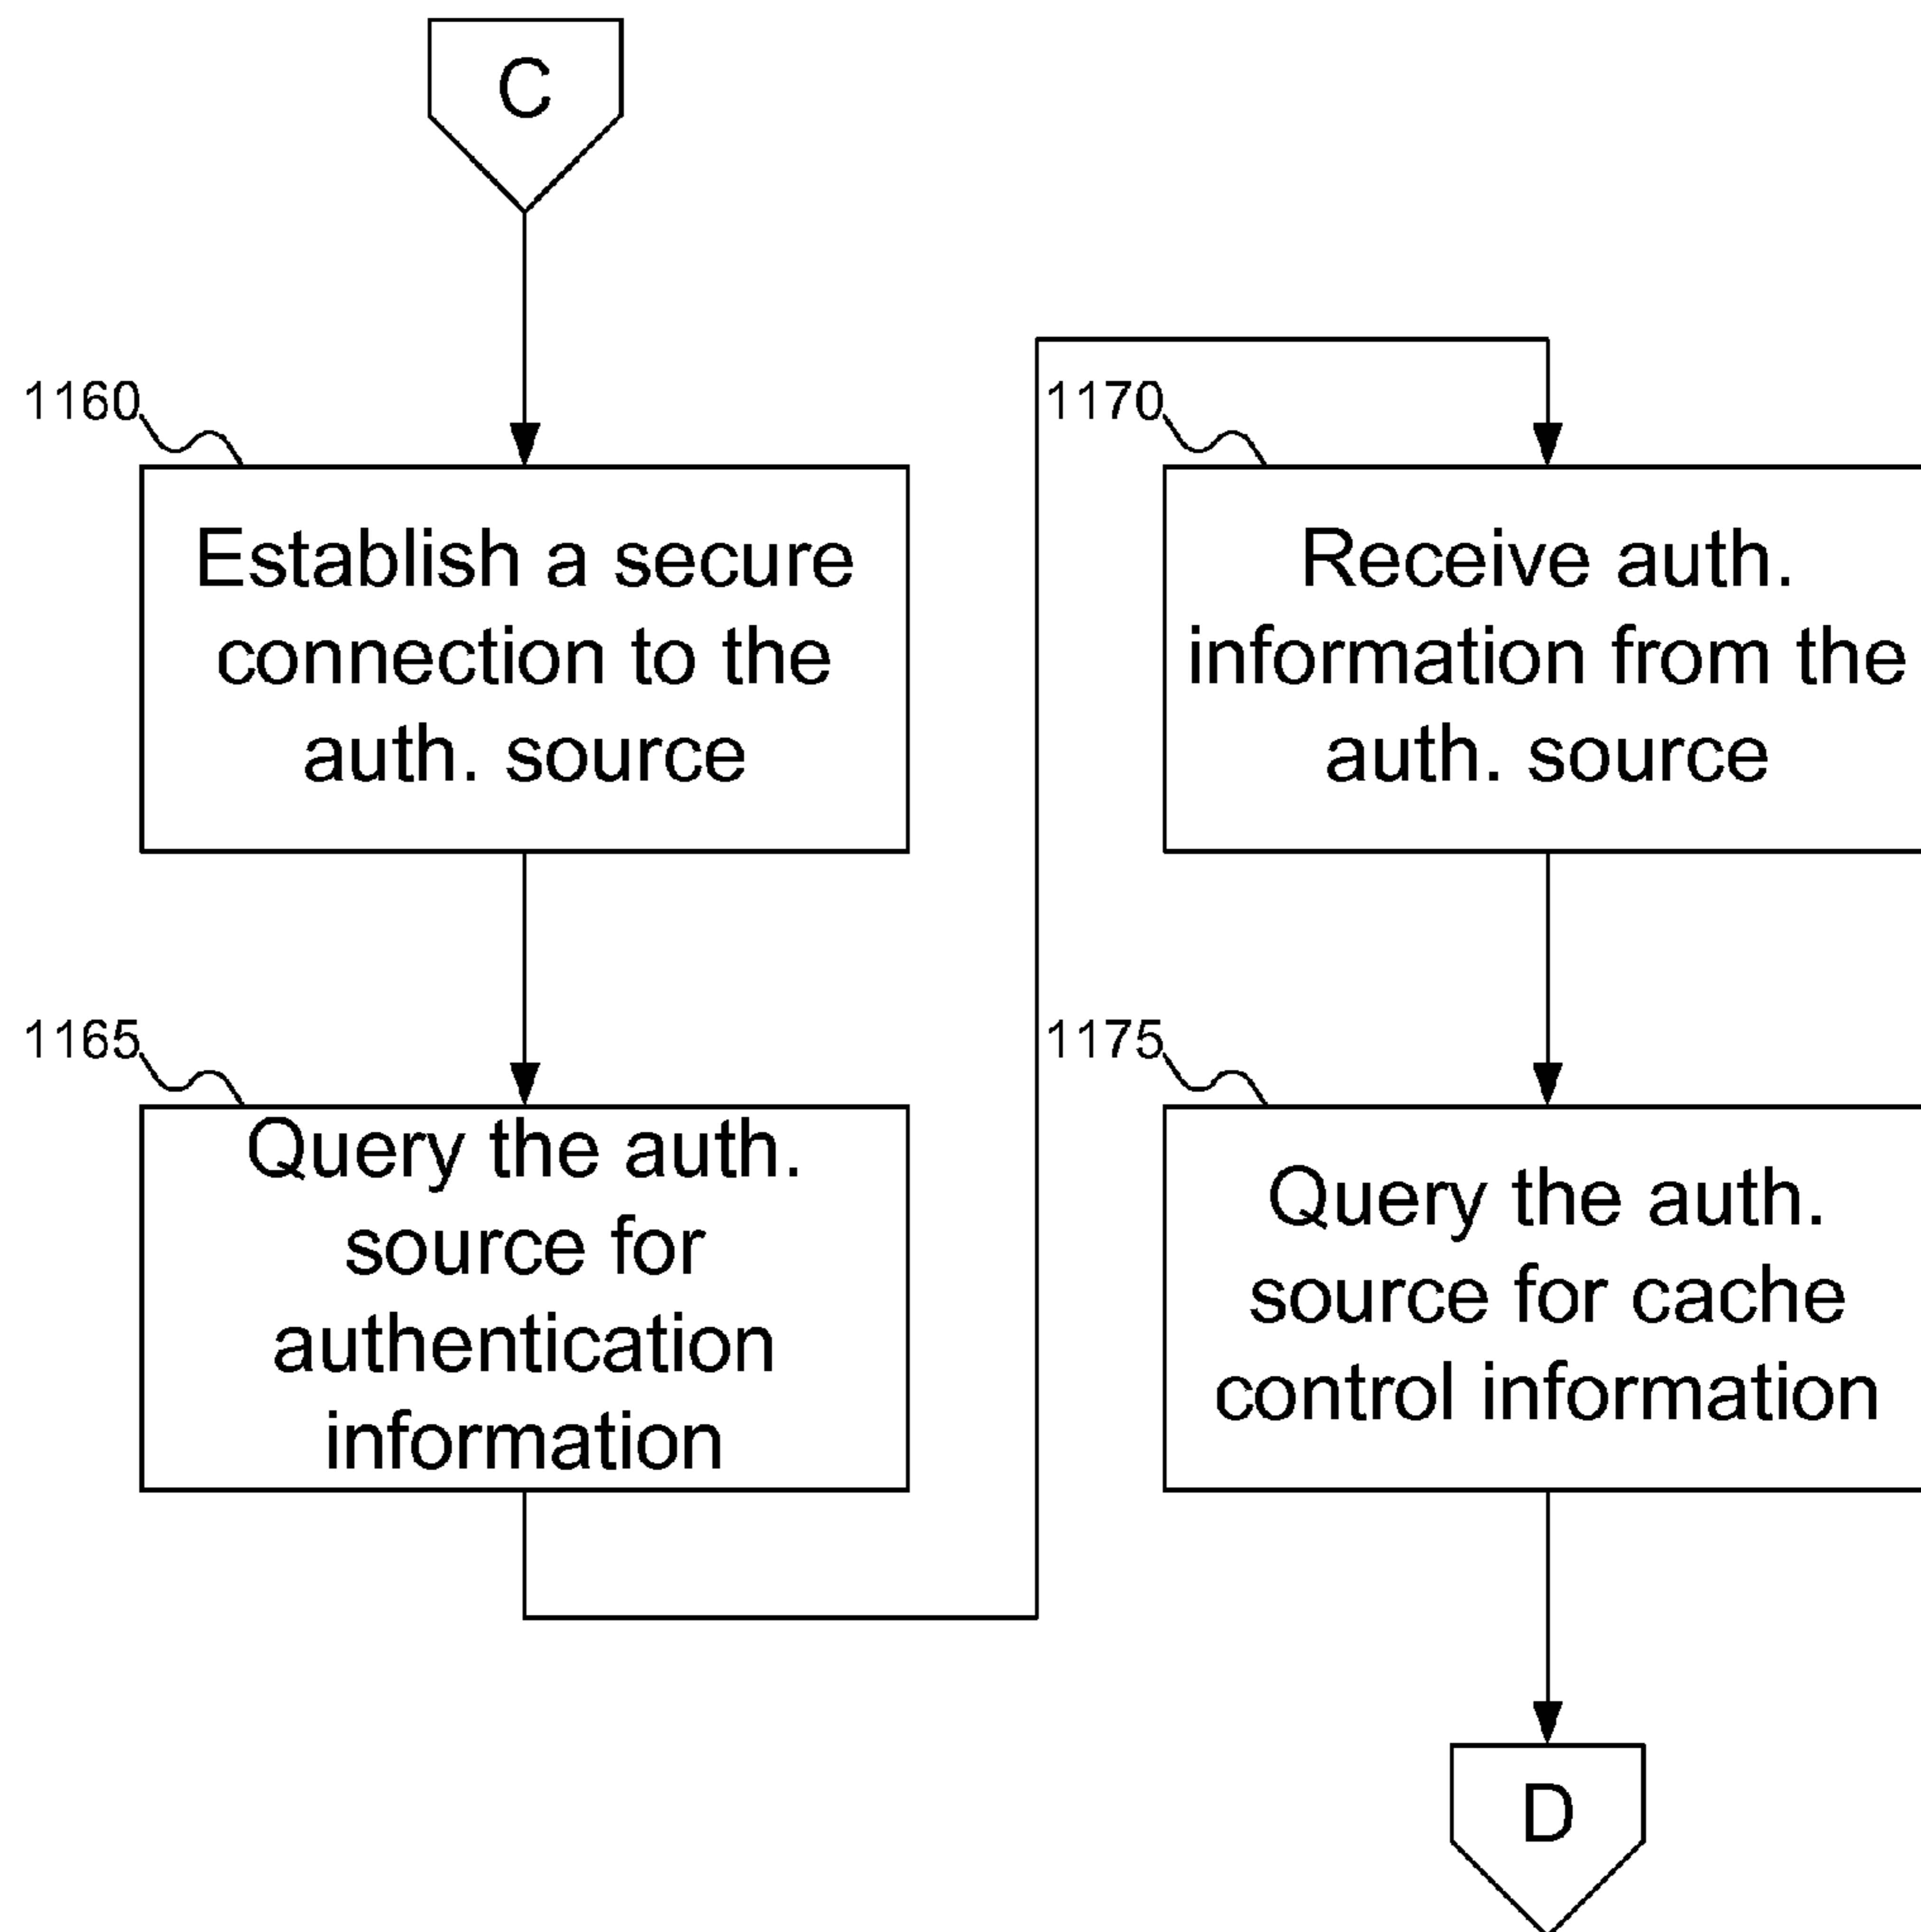 C
1160
Establish a secure
connection to the
auth. source
1165
Query the auth.
source for
authentication
information
1170
Receive auth.
information from the
auth. source
1175
Query the auth.
source for cache
control information
D